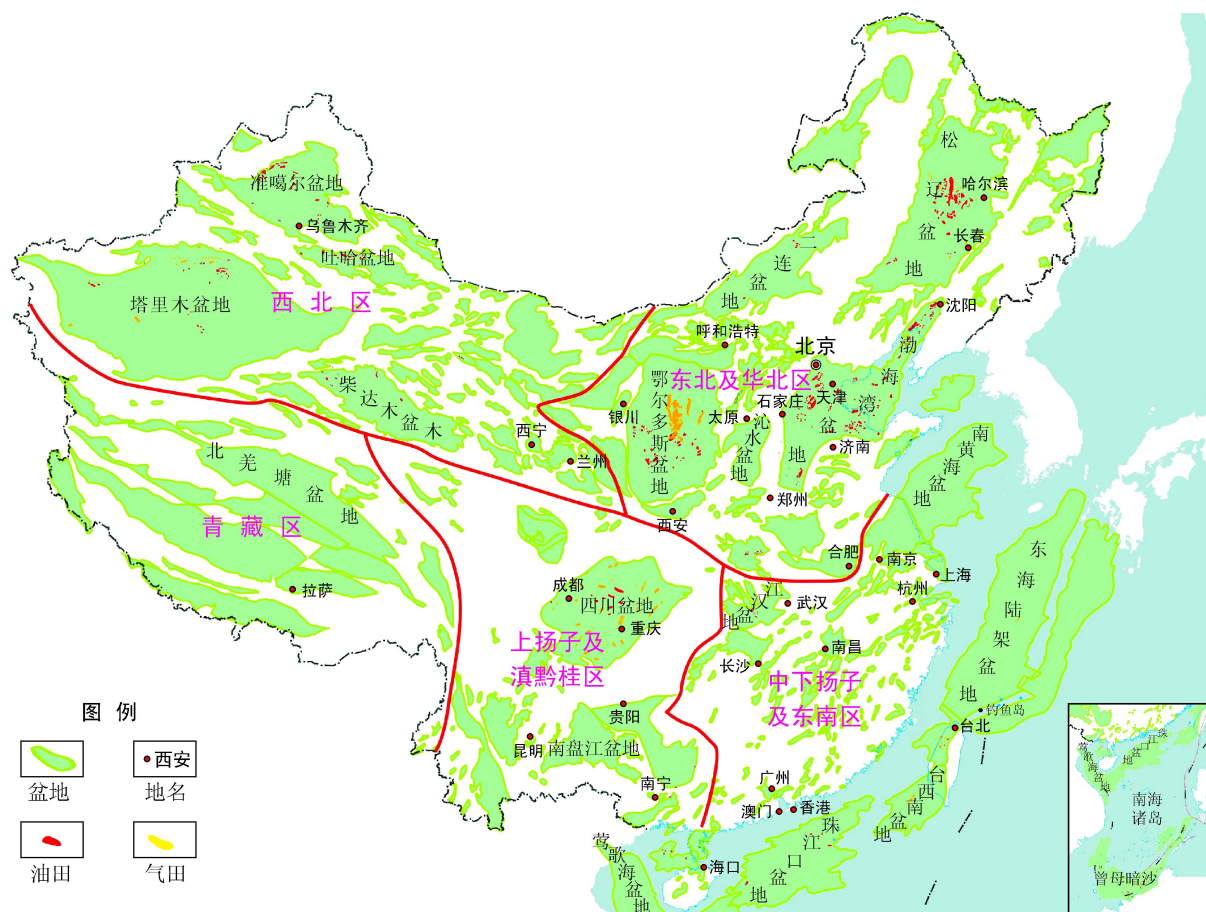 准噶尔盆地
乌鲁木齐
吐哈盆地
塔里木盆地
西北区
柴达木盆木
西宁
兰州
北羌塘盆地
青藏区
拉萨
松辽盆地
哈尔滨
长春
二连盆地
沈阳
呼和浩特
北京
东北及华北区
天津
渤海湾盆地
鄂尔多斯盆地
银川
太原
石家庄
沁水盆地
济南
郑州
西安
南黄海盆地
合肥
南京
上海
杭州
东海陆架盆地
成都
四川盆地
重庆
江汉盆地
武汉
长沙
南昌
上扬子及
滇黔桂区
中下扬子
及东南区
贵阳
昆明
南盘江盆地
南宁
广州
澳门
香港
钓鱼岛
台北
台西南盆地
珠江口盆地
莺歌海盆地
海口
图例
盆地
西安
地名
油田
气田
珠江口盆地
莺歌海盆地
南海
诸岛
曾母暗沙